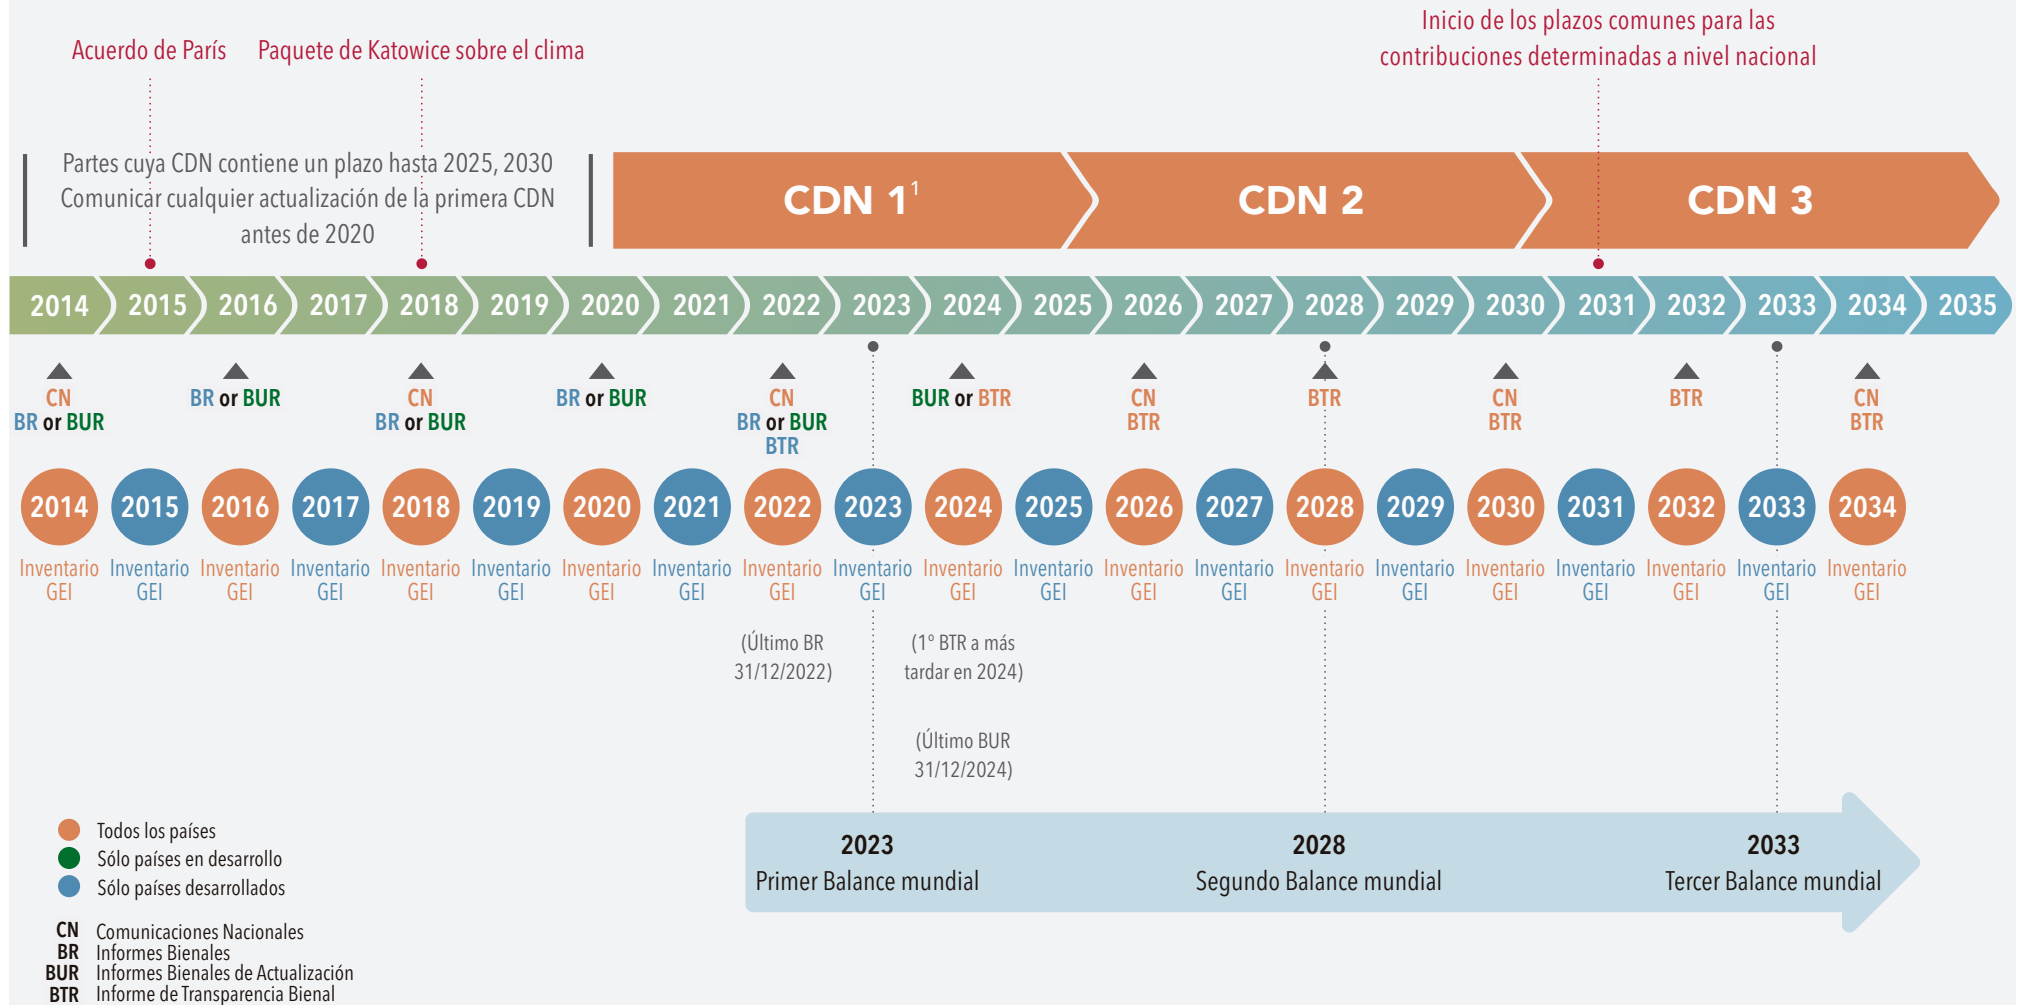 Inicio de los plazos comunes para las
contribuciones determinadas a nivel nacional
Acuerdo de París
Paquete de Katowice sobre el clima
Partes cuya CDN contiene un plazo hasta 2025, 2030
Comunicar cualquier actualización de la primera CDN
antes de 2020
CDN 1¹
CDN 2
CDN 3
2014 2015 2016 2017 2018 2019 2020 2021 2022 2023 2024 2025 2026 2027 2028 2029 2030 2031 2032 2033 2034 2035
CN
BR or BUR
BR or BUR
CN
BR or BUR
BR or BUR
CN
BR or BUR
BTR
BUR or BTR
CN
BTR
BTR
CN
BTR
BTR
CN
BTR
2014 2015 2016 2017 2018 2019 2020 2021 2022 2023 2024 2025 2026 2027 2028 2029 2030 2031 2032 2033 2034
Inventario Inventario Inventario Inventario Inventario Inventario Inventario Inventario Inventario Inventario Inventario Inventario Inventario Inventario Inventario Inventario Inventario Inventario Inventario Inventario Inventario
GEI GEI GEI GEI GEI GEI GEI GEI GEI GEI GEI GEI GEI GEI GEI GEI GEI GEI GEI GEI GEI
(Último BR
31/12/2022)
(1º BTR a más
tardar en 2024)
(Último BUR
31/12/2024)
2023
Primer Balance mundial
2028
Segundo Balance mundial
2033
Tercer Balance mundial
Todos los países
Sólo países en desarrollo
Sólo países desarrollados
CN Comunicaciones Nacionales
BR Informes Bienales
BUR Informes Bienales de Actualización
BTR Informe de Transparencia Bienal